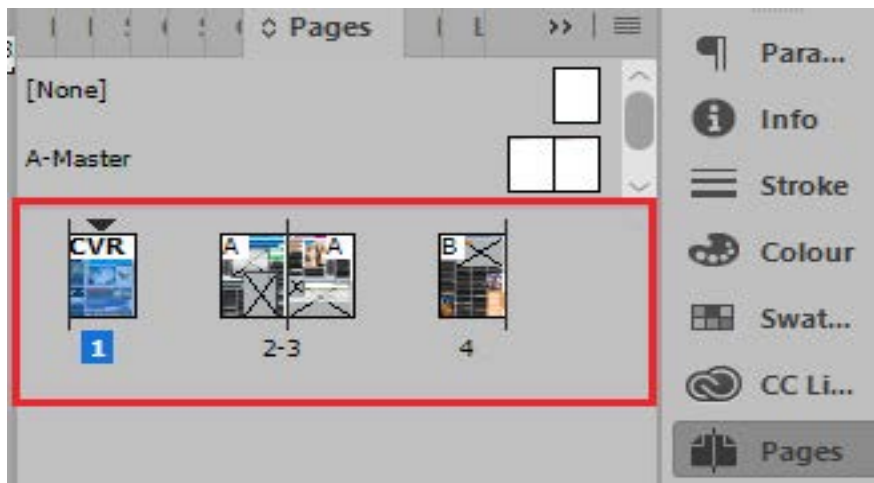 Pages
>>
[None]
A-Master
CVR
A
A
B
1
2-3
4
Para...
Info
Stroke
Colour
Swat...
CC Li...
Pages